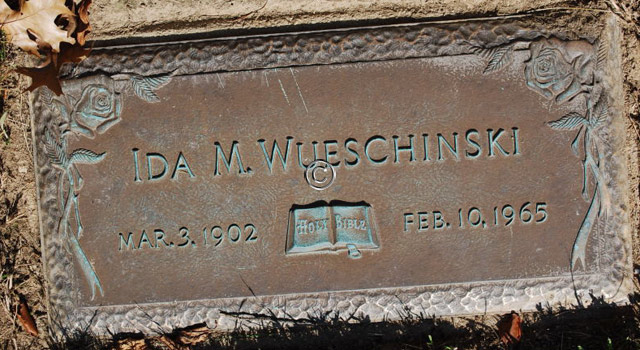 IDA M. WUESCHINSKI
©
MAR. 3. 1902
HOLY BIBLE
FEB. 10, 1965